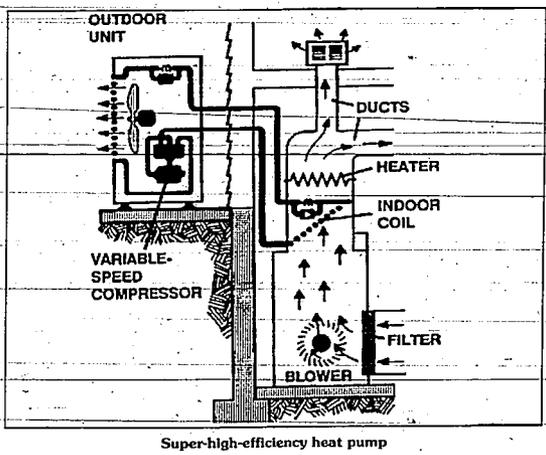 OUTDOOR
UNIT
DUCTS
HEATER
INDOOR
COIL
VARIABLE-
SPEED
COMPRESSOR
FILTER
BLOWER
Super-high-efficiency heat pump